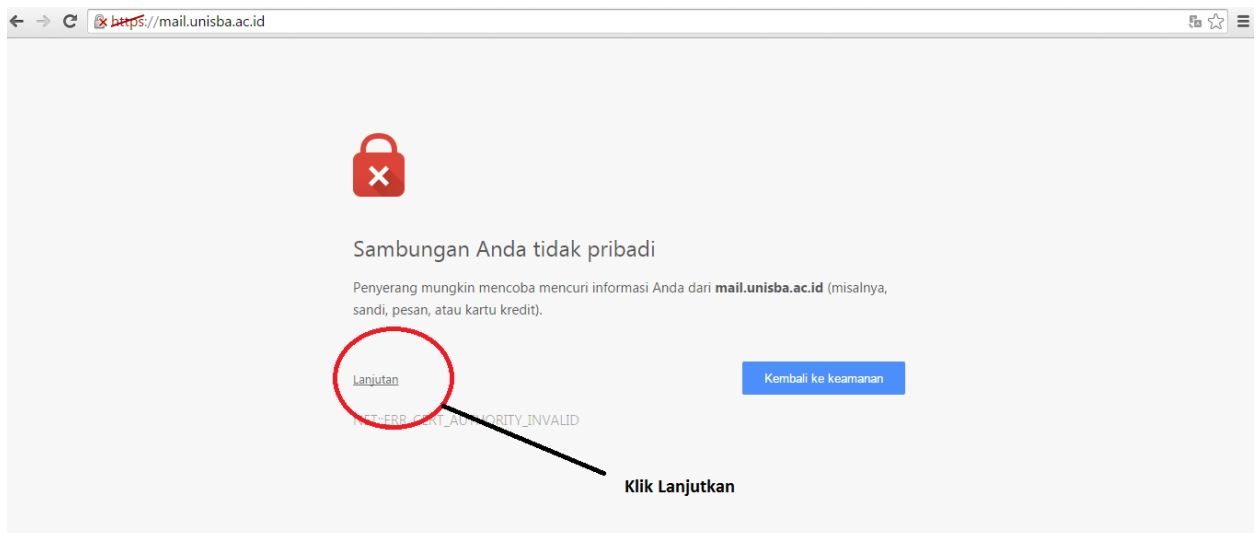 https://mail.unisba.ac.id
Sambungan Anda tidak pribadi
Penyerang mungkin mencoba mencuri informasi Anda dari mail.unisba.ac.id (misalnya,
sandi, pesan, atau kartu kredit).
Lanjutan
Kembali ke keamanan
NET::ERR_CERT_AUTHORITY_INVALID
Klik Lanjutkan